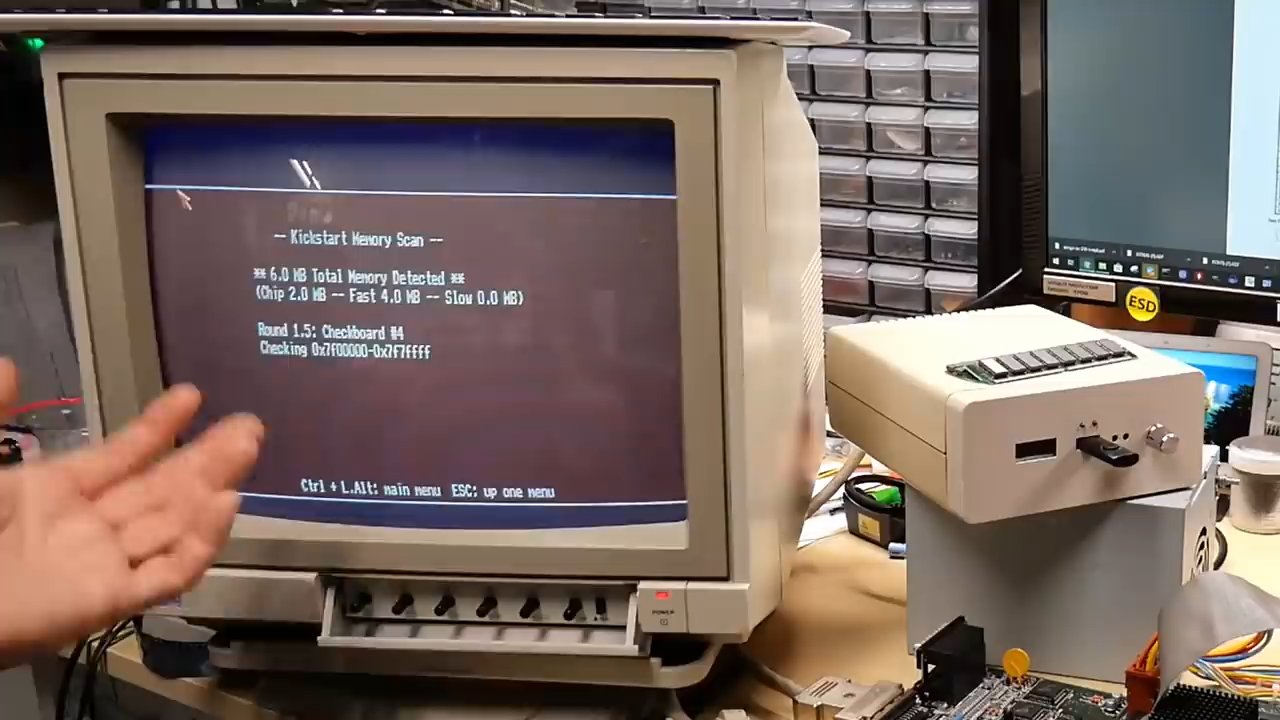 -- Kickstart Memory Scan --
** 6.0 MB Total Memory Detected **
(Chip 2.0 MB -- Fast 4.0 MB -- Slow 0.0 MB)
Round 1.5: Checkboard #4
Checking 0x7f00000-0x7f7ffff
Ctrl + L.Alt: main menu ESC: up one menu
POWER
ESD